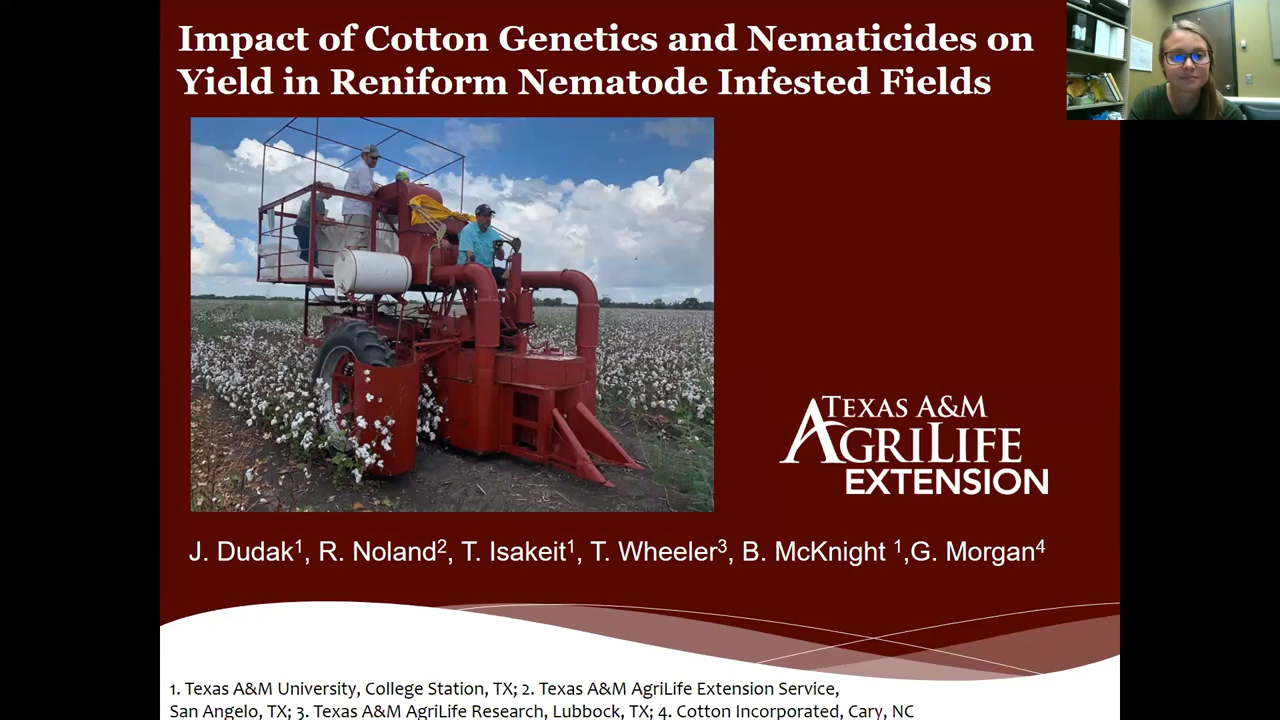 Impact of Cotton Genetics and Nematicides on
Yield in Reniform Nematode Infested Fields
TEXAS A&M
AGRILIFE
EXTENSION
J. Dudak¹, R. Noland², T. Isakeit¹, T. Wheeler³, B. McKnight ¹,G. Morgan⁴
1. Texas A&M University, College Station, TX; 2. Texas A&M AgriLife Extension Service,
San Angelo, TX; 3. Texas A&M AgriLife Research, Lubbock, TX; 4. Cotton Incorporated, Cary, NC